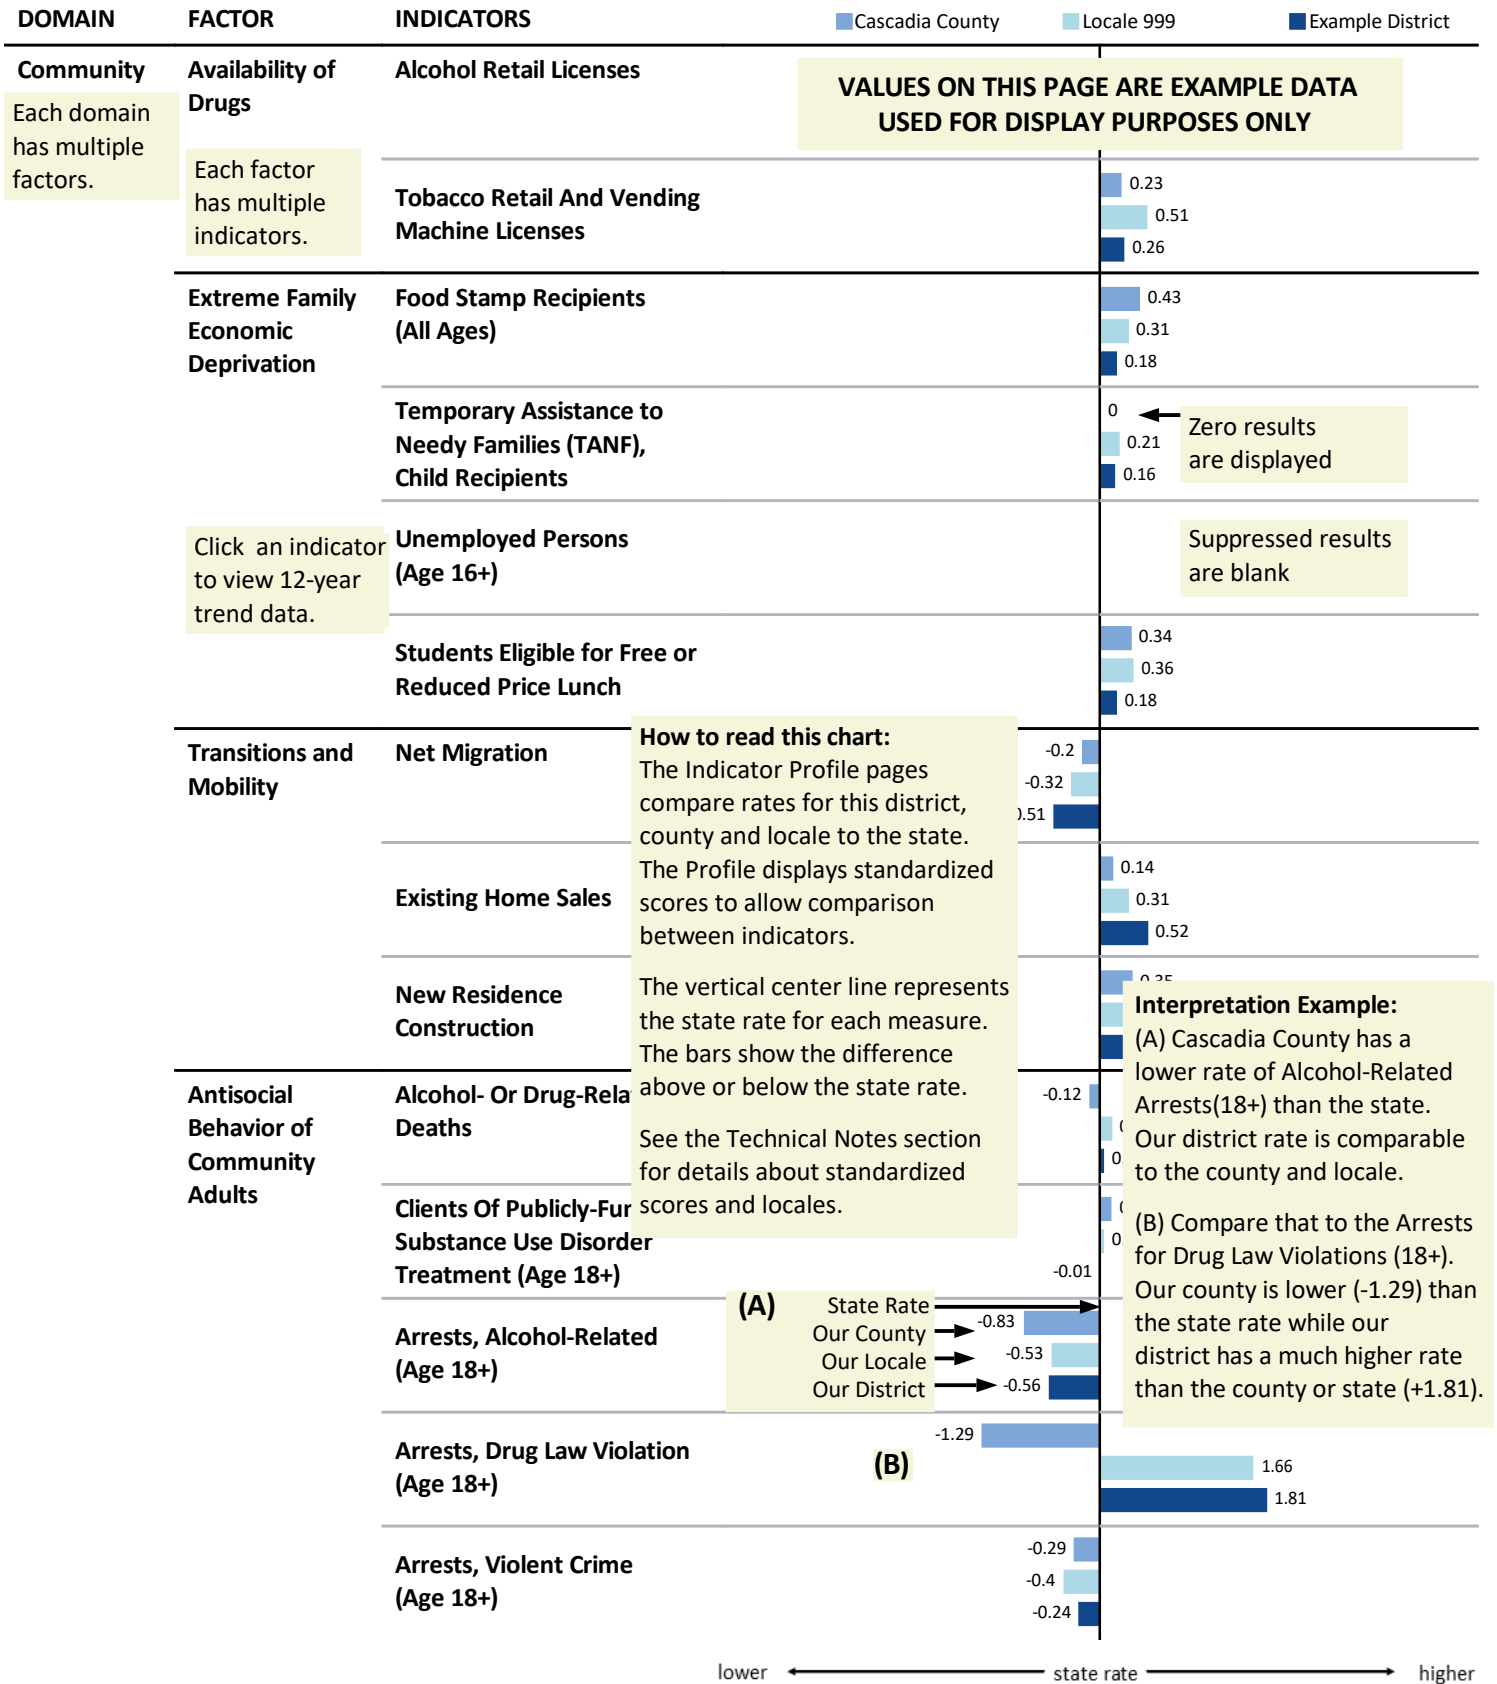 DOMAIN FACTOR INDICATORS Cascadia County Locale 999 Example District
Community
Each domain
has multiple
factors.
Availability of
Drugs
Each factor
has multiple
indicators.
Alcohol Retail Licenses
VALUES ON THIS PAGE ARE EXAMPLE DATA
USED FOR DISPLAY PURPOSES ONLY
Tobacco Retail And Vending
Machine Licenses
0.23
0.51
0.26
Extreme Family
Economic
Deprivation
Food Stamp Recipients
(All Ages)
0.43
0.31
0.18
Temporary Assistance to
Needy Families (TANF),
Child Recipients
0
0.21
0.16
Zero results
are displayed
Click an indicator
to view 12-year
trend data.
Unemployed Persons
(Age 16+)
Suppressed results
are blank
Students Eligible for Free or
Reduced Price Lunch
0.34
0.36
0.18
Transitions and
Mobility
Net Migration
-0.2
-0.32
.51
How to read this chart:
The Indicator Profile pages
compare rates for this district,
county and locale to the state.
The Profile displays standardized
scores to allow comparison
between indicators.
The vertical center line represents
the state rate for each measure.
The bars show the difference
above or below the state rate.
See the Technical Notes section
for details about standardized
scores and locales.
Existing Home Sales
0.14
0.31
0.52
New Residence
Construction
Interpretation Example:
(A) Cascadia County has a
lower rate of Alcohol-Related
Arrests(18+) than the state.
Our district rate is comparable
to the county and locale.
(B) Compare that to the Arrests
for Drug Law Violations (18+).
Our county is lower (-1.29) than
the state rate while our
district has a much higher rate
than the county or state (+1.81).
Antisocial
Behavior of
Community
Adults
Alcohol- Or Drug-Rela
Deaths
-0.12
0.
Clients Of Publicly-Fu
Substance Use Disorder
Treatment (Age 18+)
0.
-0.01
Arrests, Alcohol-Related
(Age 18+)
(A)
State Rate
Our County
Our Locale
Our District
-0.83
-0.53
-0.56
Arrests, Drug Law Violation
(Age 18+)
(B)
-1.29
1.66
1.81
Arrests, Violent Crime
(Age 18+)
-0.29
-0.4
-0.24
lower state rate higher